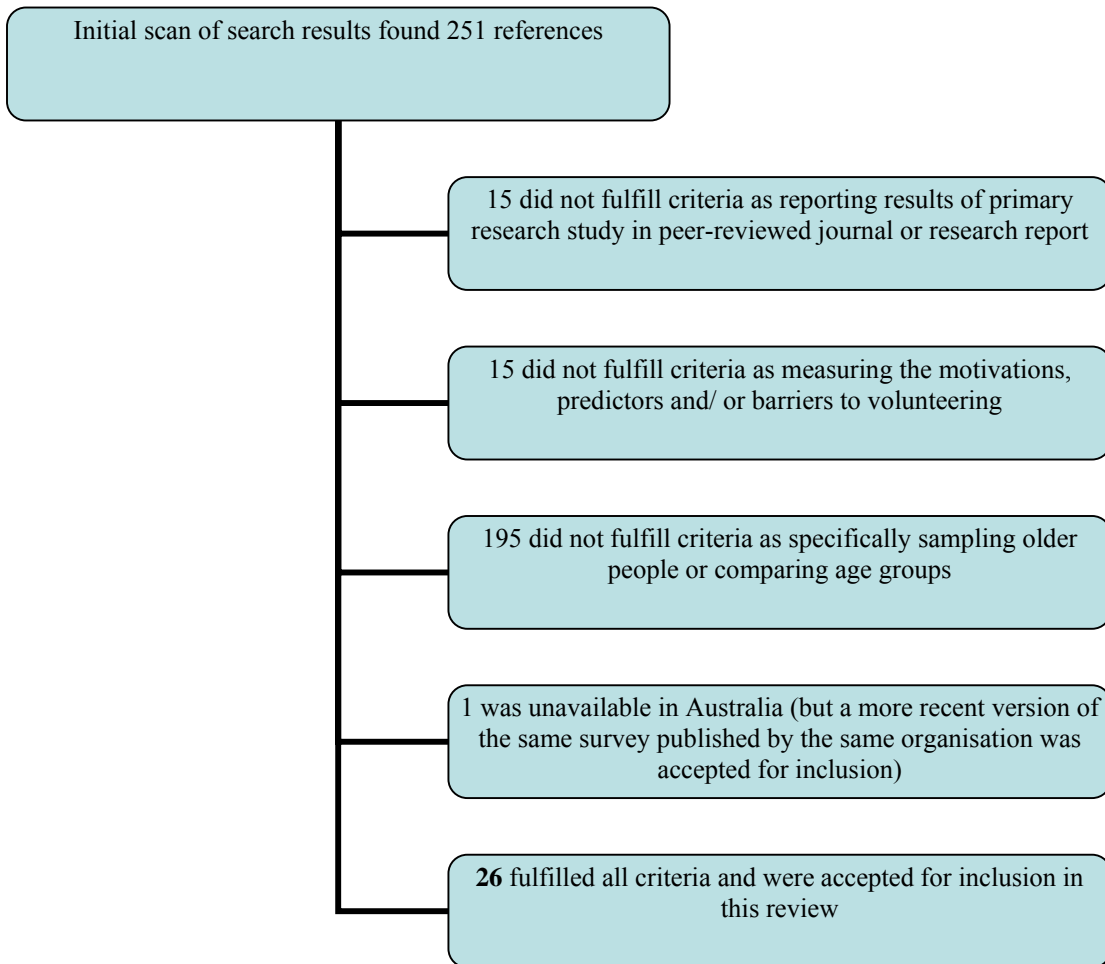 Initial scan of search results found 251 references
15 did not fulfill criteria as reporting results of primary
research study in peer-reviewed journal or research report
15 did not fulfill criteria as measuring the motivations,
predictors and/ or barriers to volunteering
195 did not fulfill criteria as specifically sampling older
people or comparing age groups
1 was unavailable in Australia (but a more recent version of
the same survey published by the same organisation was
accepted for inclusion)
26 fulfilled all criteria and were accepted for inclusion in
this review